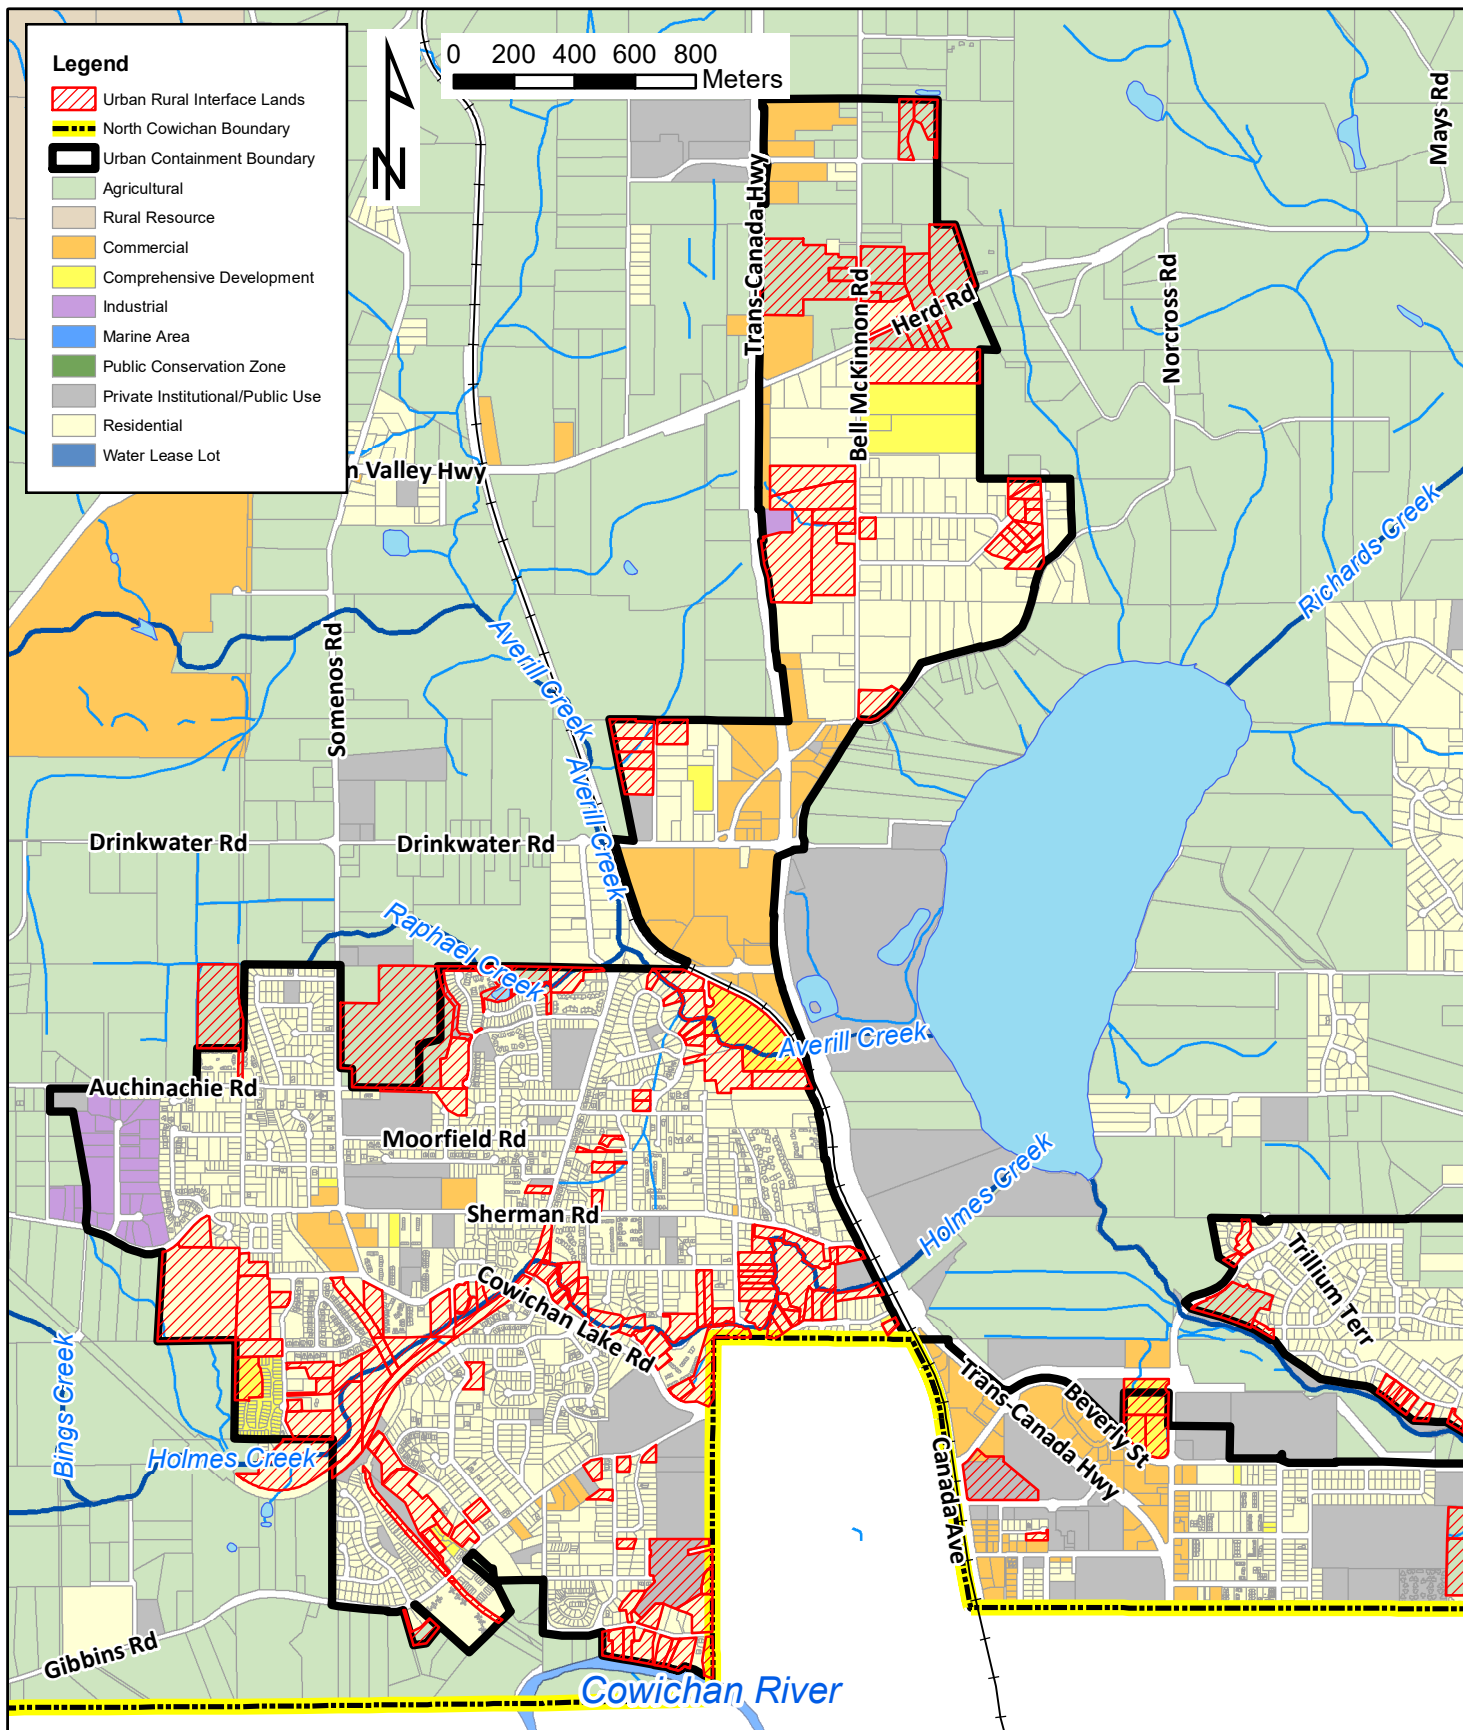 Legend
Urban Rural Interface Lands
North Cowichan Boundary
Urban Containment Boundary
Agricultural
Rural Resource
Commercial
Comprehensive Development
Industrial
Marine Area
Public Conservation Zone
Private Institutional/Public Use
Residential
Water Lease Lot
N
0 200 400 600 800
Meters
Mays Rd
Trans-Canada Hwy
Bell McKinnon Rd
Herd Rd
Norcross Rd
n Valley Hwy
Richards Creek
Somenos Rd
Averill Creek
Averill Creek
Drinkwater Rd
Drinkwater Rd
Raphael Creek
Averill Creek
Auchinachie Rd
Moorfield Rd
Sherman Rd
Holmes Creek
Cowichan Lake Rd
Trillium Terr
Bings Creek
Holmes Creek
Trans-Canada Hwy
Beverly St
Canada Ave
Gibbins Rd
Cowichan River